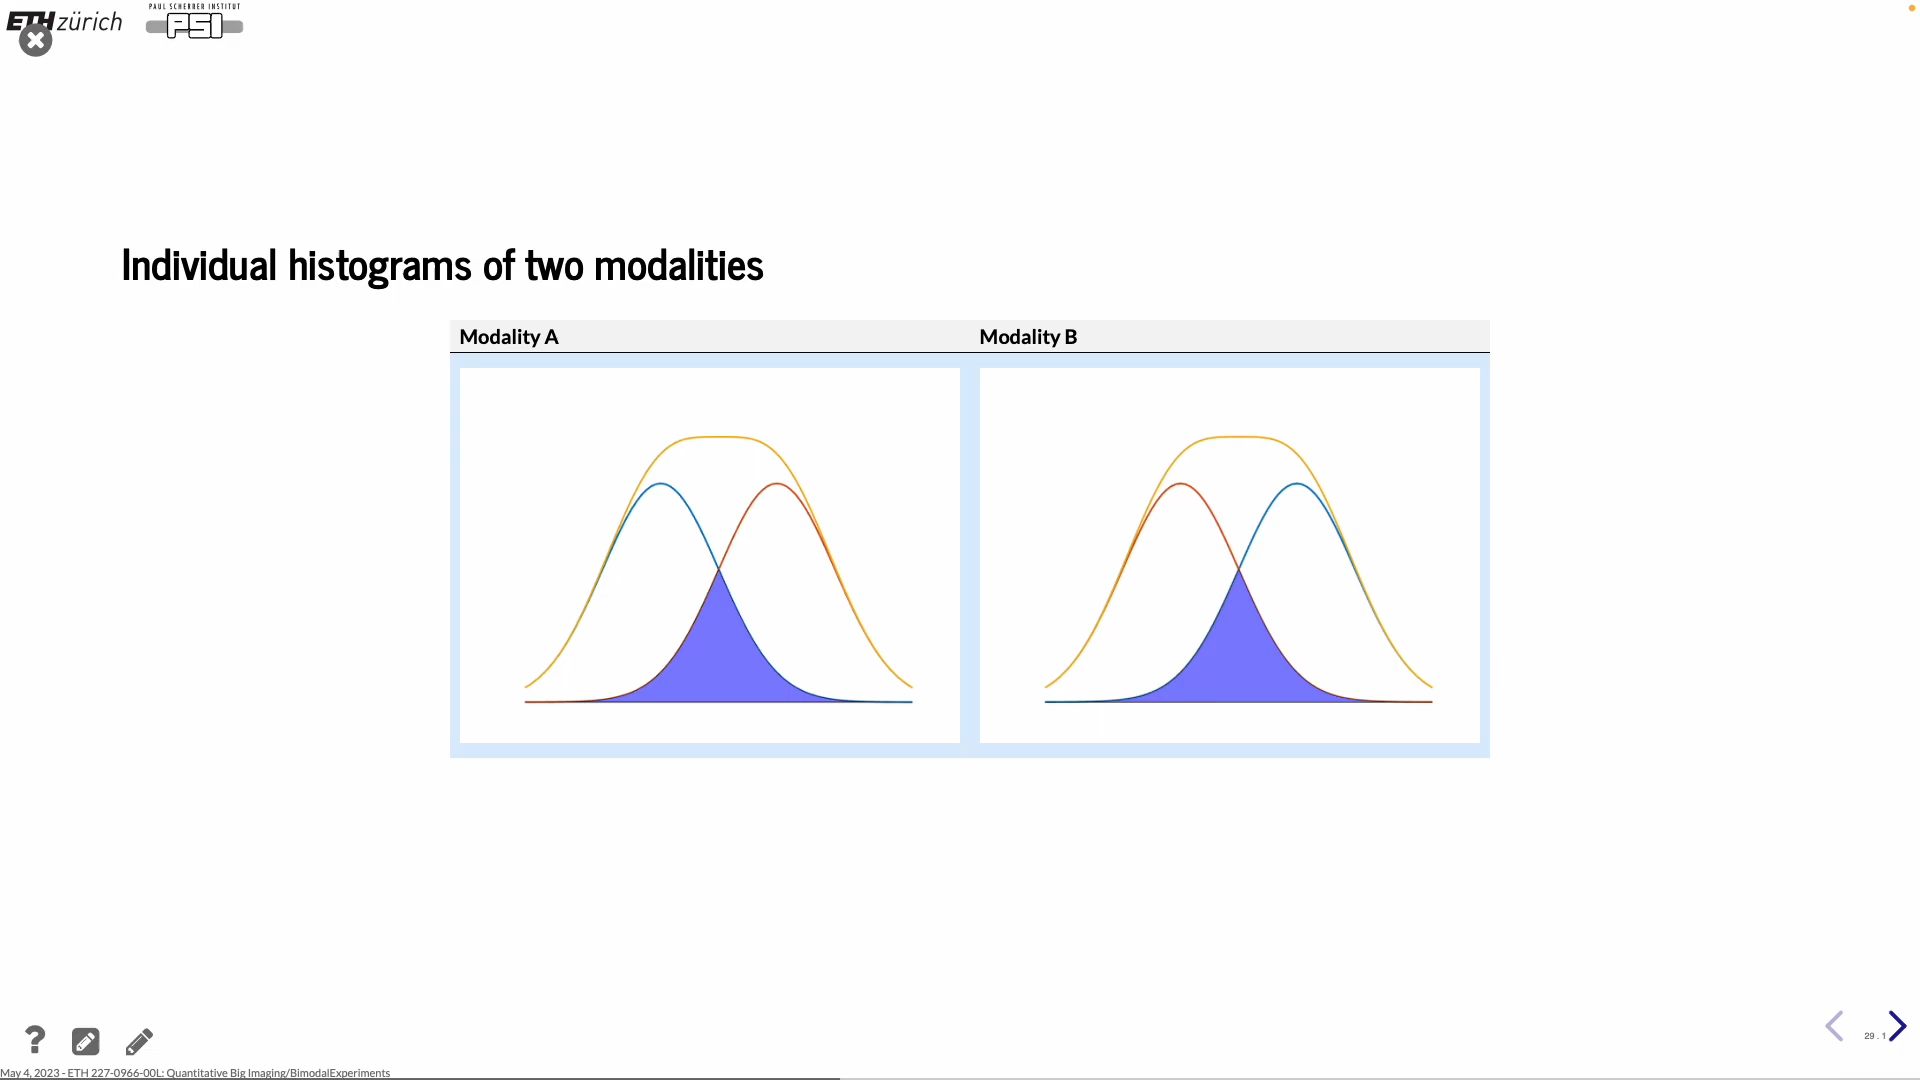 PAUL SCHERRER INSTITUT
ETH zürich
PSI
Individual histograms of two modalities
Modality A
Modality B
?
29 . 1
May 4, 2023 - ETH 227-0966-00L: Quantitative Big Imaging/BimodalExperiments